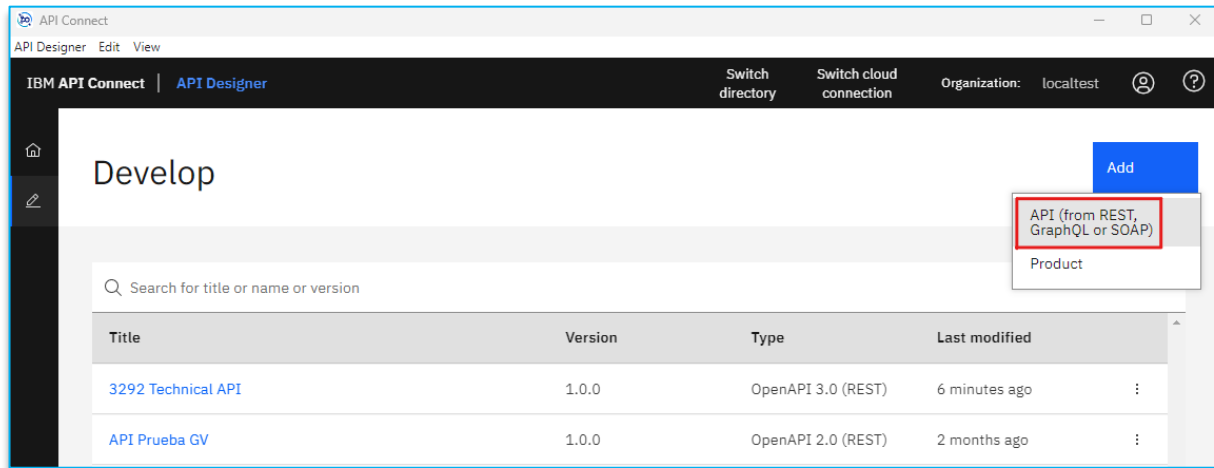 API Connect
API Designer Edit View
IBM API Connect | API Designer
Switch directory
Switch cloud connection
Organization: localtest
Develop
Add
API (from REST,
GraphQL or SOAP)
Product
Search for title or name or version
Title Version Type Last modified
3292 Technical API 1.0.0 OpenAPI 3.0 (REST) 6 minutes ago
API Prueba GV 1.0.0 OpenAPI 2.0 (REST) 2 months ago